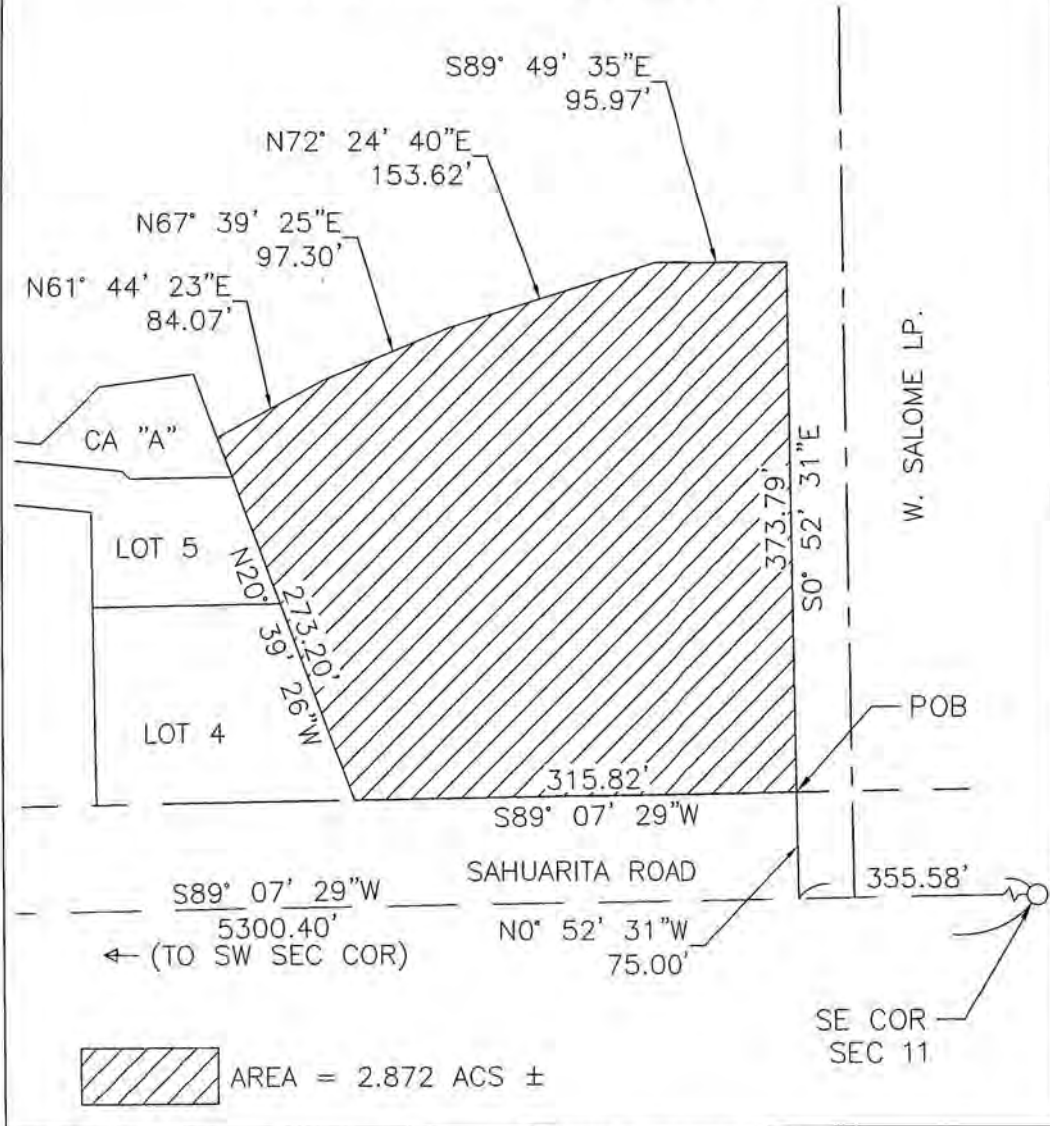 S89° 49' 35"E
95.97'
N72° 24' 40"E
153.62'
N67° 39' 25"E
97.30'
N61° 44' 23"E
84.07'
W. SALOME LP.
CA "A"
373.79'
S0° 52' 31"E
LOT 5
273.20'
N20° 39' 26"W
LOT 4
POB
315.82'
S89° 07' 29"W
SAHUARITA ROAD
355.58'
S89° 07' 29"W
5300.40'
(TO SW SEC COR)
N0° 52' 31"W
75.00'
SE COR
SEC 11
AREA = 2.872 ACS ±